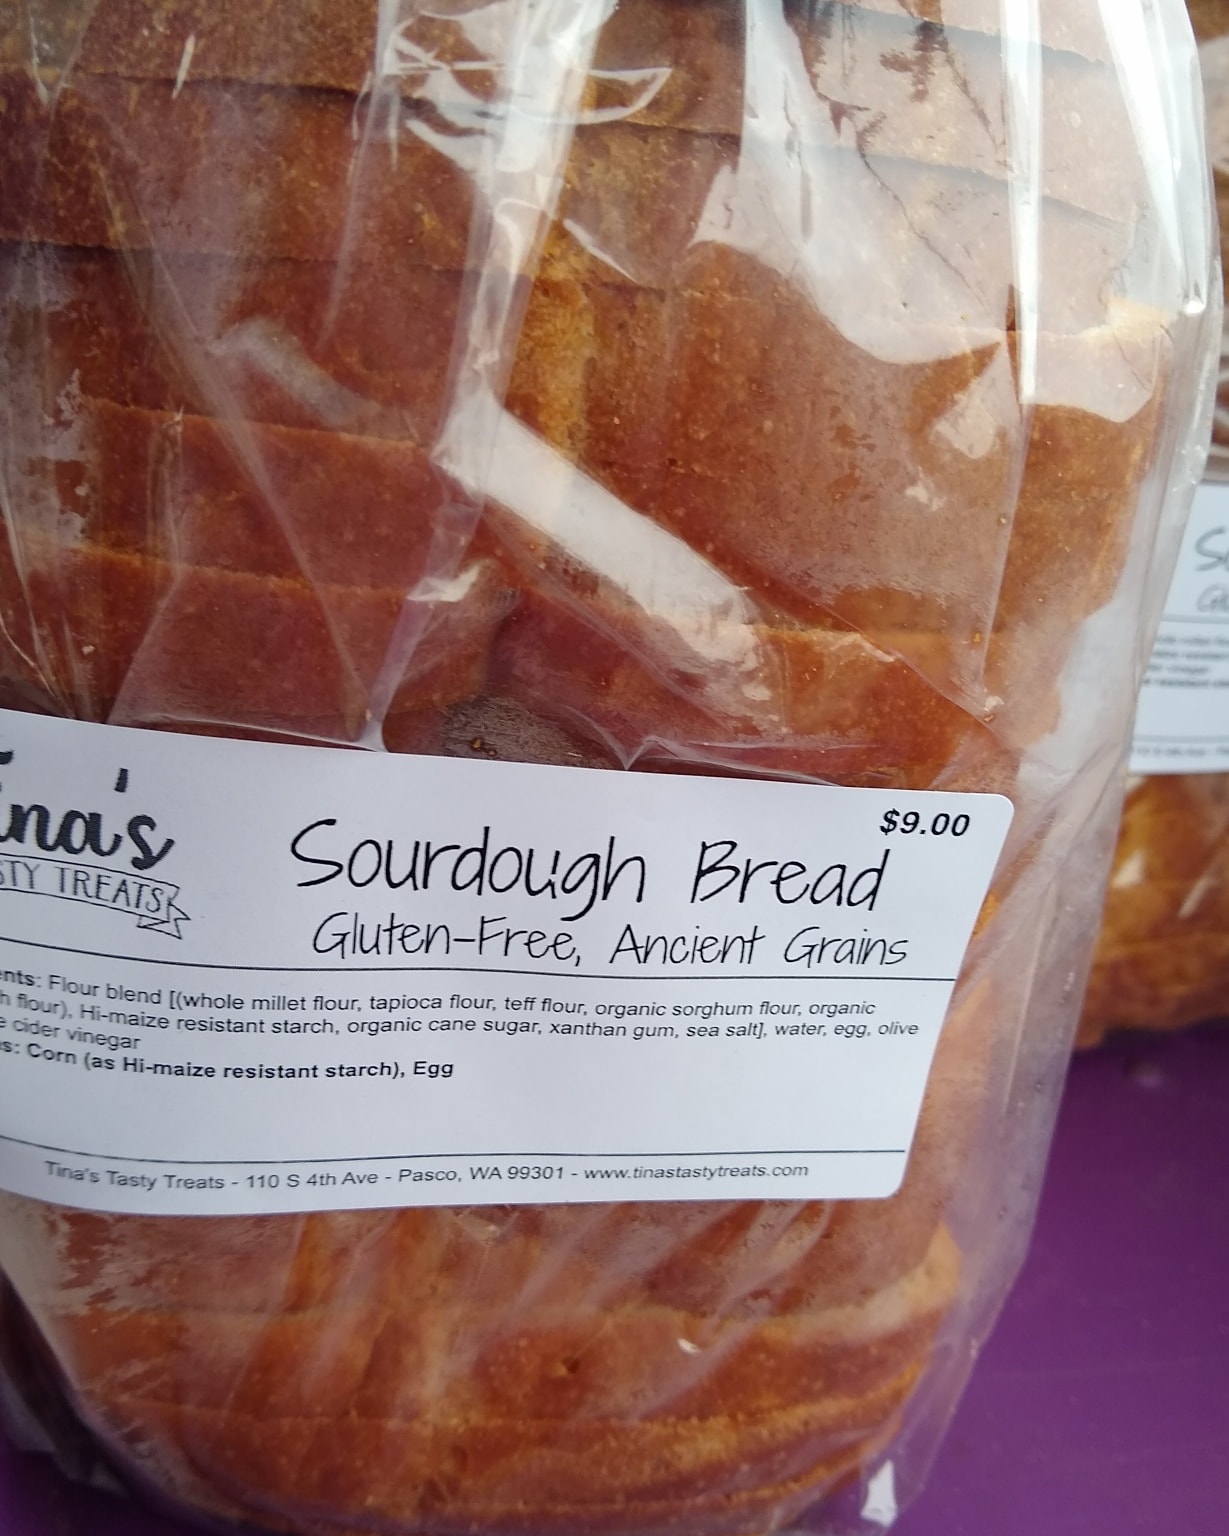 $9.00
Sourdough Bread
TREATS
Gluten-Free, Ancient Grains
Flour blend [(whole millet flour, tapioca flour, teff flour, organic sorghum flour, organic
flour), Hi-maize resistant starch, organic cane sugar, xanthan gum, sea salt], water, egg, olive
cider vinegar
Corn (as Hi-maize resistant starch), Egg
Tina's Tasty Treats - 110 S 4th Ave - Pasco, WA 99301 - www.tinastastytreats.com